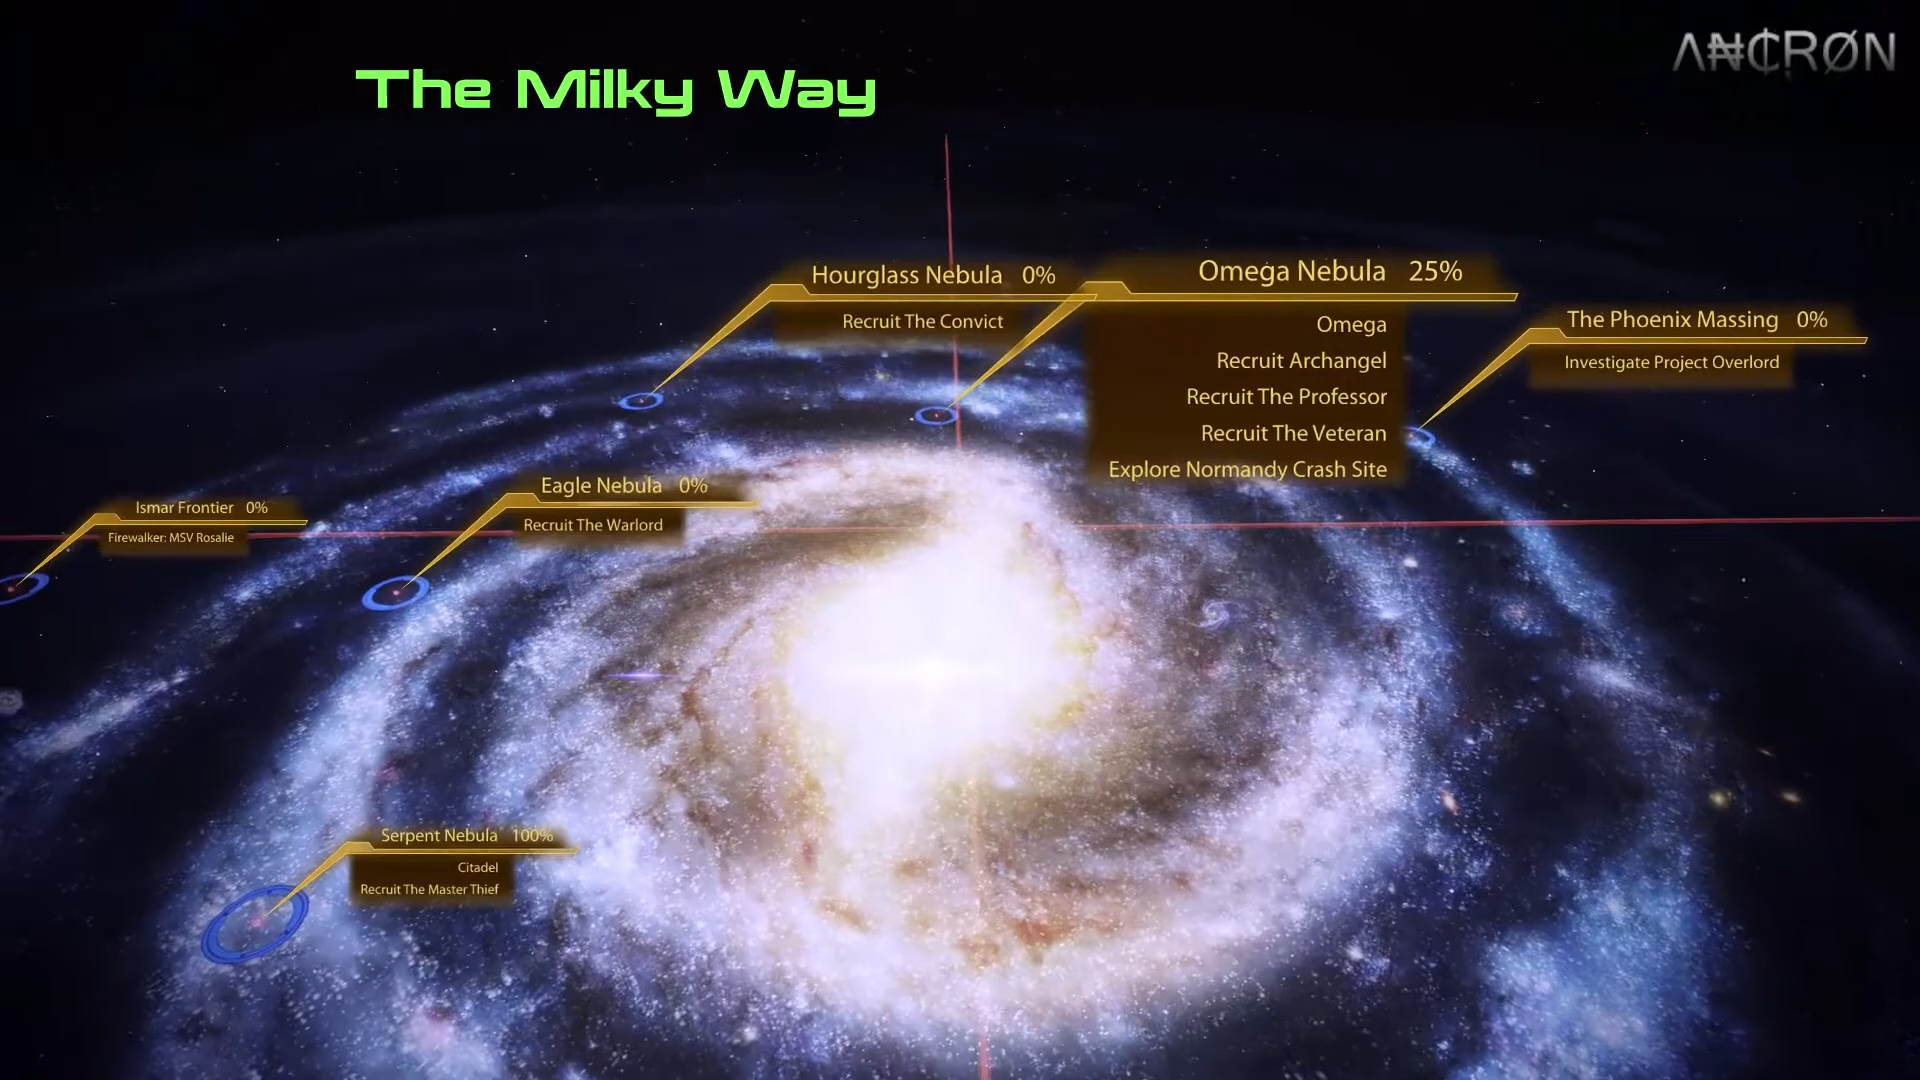 ΛN₵RØN
The Milky Way
Hourglass Nebula 0%
Recruit The Convict
Omega Nebula 25%
Omega
Recruit Archangel
Recruit The Professor
Recruit The Veteran
Explore Normandy Crash Site
The Phoenix Massing 0%
Investigate Project Overlord
Eagle Nebula 0%
Recruit The Warlord
Ismar Frontier 0%
Firewalker: MSV Rosalie
Serpent Nebula 100%
Citadel
Recruit The Master Thief